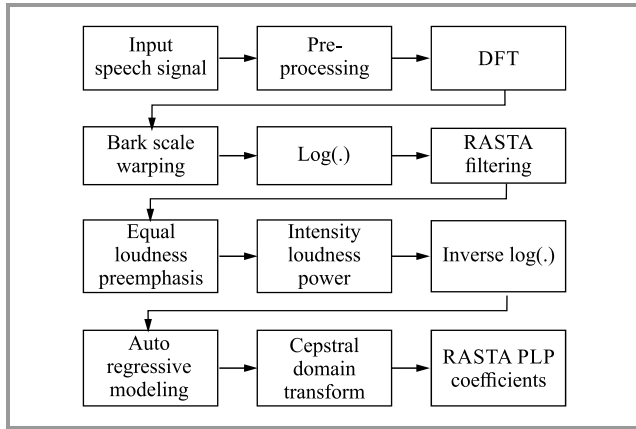 Input
speech signal
Pre-
processing
DFT
Bark scale
warping
Log(.)
RASTA
filtering
Equal
loudness
preemphasis
Intensity
loudness
power
Inverse log(.)
Auto
regressive
modeling
Cepstral
domain
transform
RASTA PLP
coefficients